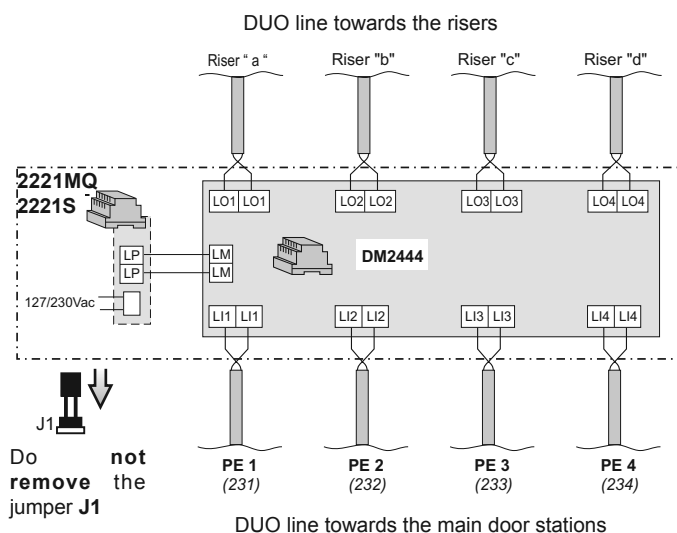 DUO line towards the risers
Riser “ a “ Riser "b" Riser "c" Riser "d"
2221MQ
2221S
LO1 LO1 LO2 LO2 LO3 LO3 LO4 LO4
LP LM
LP LM
DM2444
127/230Vac
LI1 LI1 LI2 LI2 LI3 LI3 LI4 LI4
J1
Do not
remove the
jumper J1
PE 1 PE 2 PE 3 PE 4
(231) (232) (233) (234)
DUO line towards the main door stations